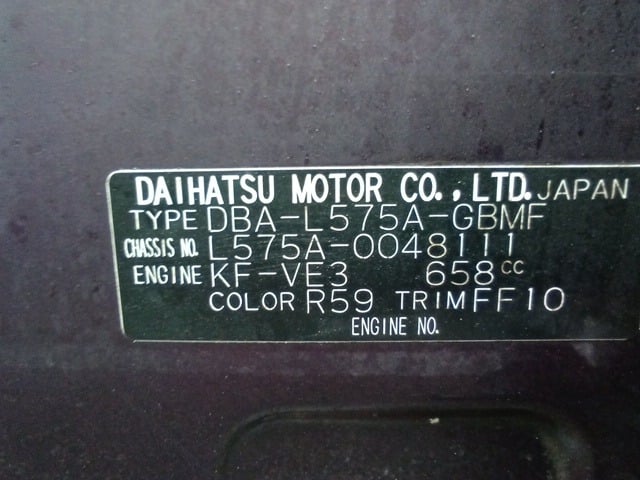 DAIHATSU MOTOR CO., LTD. JAPAN
TYPE DBA-L575A-GBMF
CHASSIS NO. L575A-0048111
ENGINE KF-VE3 658cc
COLOR R59 TRIM FF10
ENGINE NO.